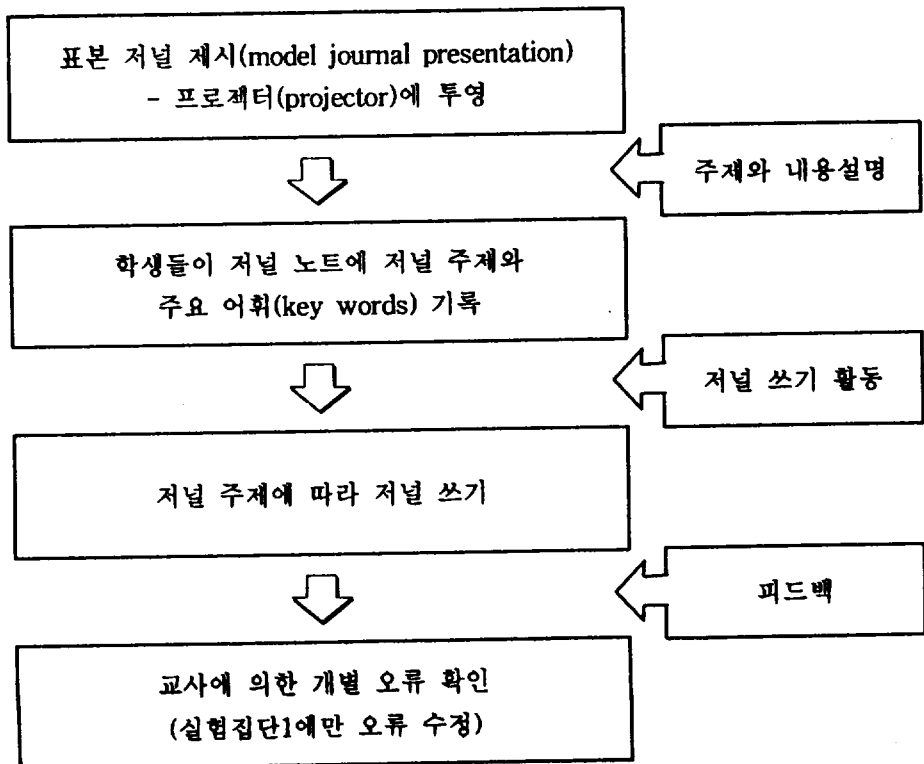 표본 저널 제시(model journal presentation)
- 프로젝터(projector)에 투영
주제와 내용설명
학생들이 저널 노트에 저널 주제와
주요 어휘(key words) 기록
저널 쓰기 활동
저널 주제에 따라 저널 쓰기
피드백
교사에 의한 개별 오류 확인
(실험집단1에만 오류 수정)